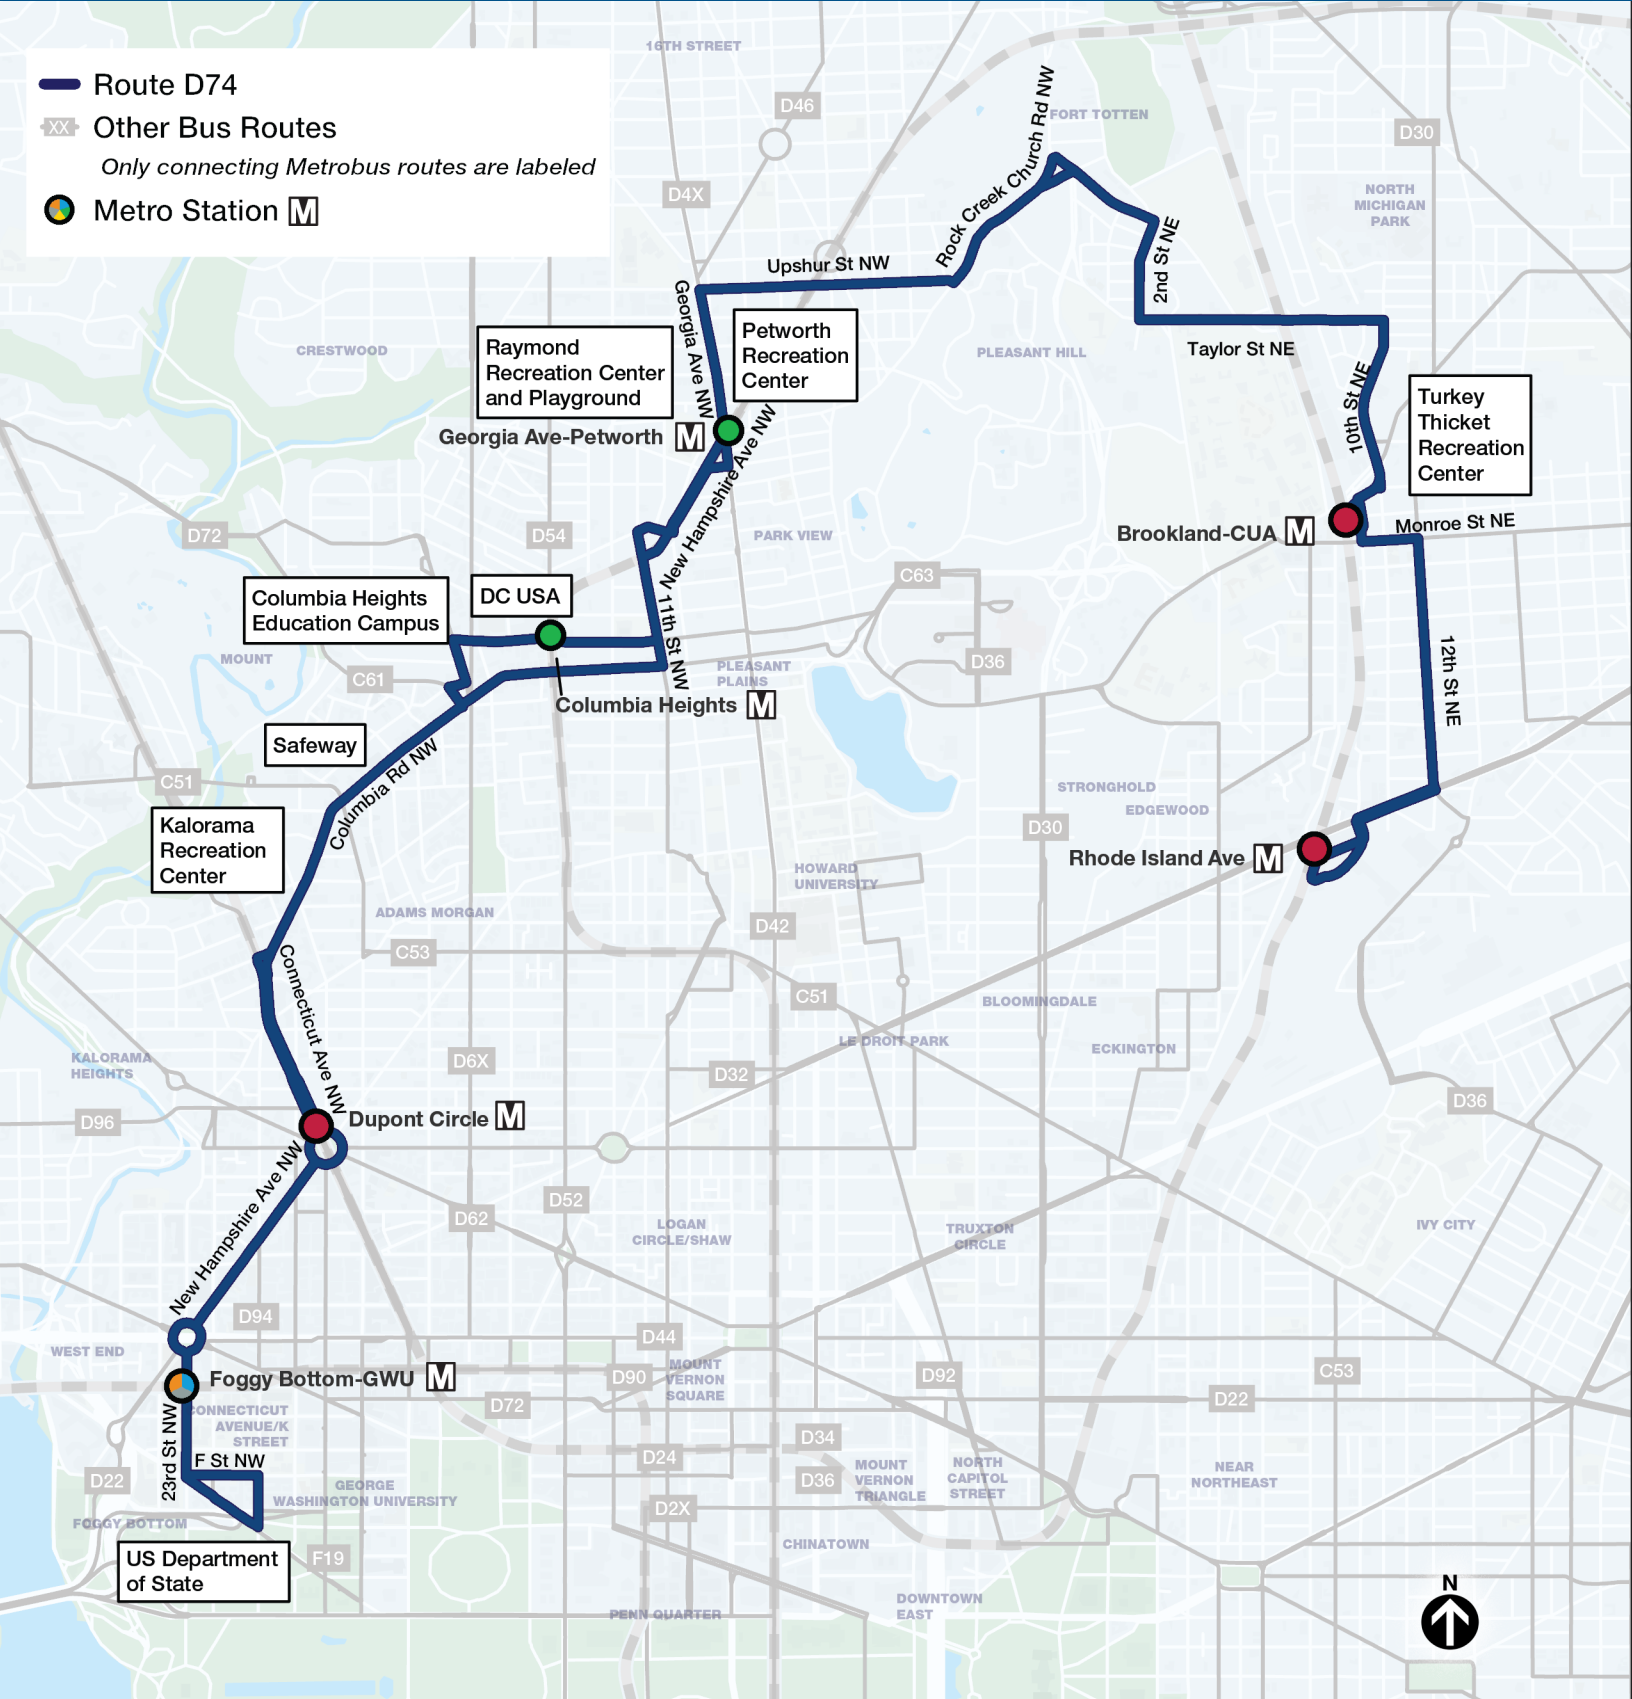 Route D74
XX
Other Bus Routes
Only connecting Metrobus routes are labeled
Metro Station M
16TH STREET
D46
D4X
FORT TOTTEN
D30
NORTH
MICHIGAN
PARK
Rock Creek Church Rd NW
Upshur St NW
2nd St NE
Georgia Ave NW
CRESTWOOD
Raymond
Recreation Center
and Playground
Petworth
Recreation
Center
PLEASANT HILL
Taylor St NE
10th St NE
Turkey
Thicket
Recreation
Center
Georgia Ave-Petworth M
New Hampshire Ave NW
D72
D54
PARK VIEW
Brookland-CUA M
Monroe St NE
C63
Columbia Heights
Education Campus
DC USA
11th St NW
D36
MOUNT
C61
PLEASANT
PLAINS
12th St NE
Columbia Heights M
Safeway
Columbia Rd NW
C51
STRONGHOLD
EDGEWOOD
Kalorama
Recreation
Center
D30
Rhode Island Ave M
HOWARD
UNIVERSITY
ADAMS MORGAN
D42
C53
Connecticut Ave NW
C51
BLOOMINGDALE
LE DROIT PARK
ECKINGTON
KALORAMA
HEIGHTS
D6X
D32
D36
D96
Dupont Circle M
New Hampshire Ave NW
D52
D62
LOGAN
CIRCLE/SHAW
TRUXTON
CIRCLE
IVY CITY
D94
D44
WEST END
Foggy Bottom-GWU M
D90
MOUNT
VERNON
SQUARE
D92
C53
D22
D72
CONNECTICUT
AVENUE/K
STREET
23rd St NW
F St NW
D34
D24
D22
D36
MOUNT
VERNON
TRIANGLE
NORTH
CAPITOL
STREET
NEAR
NORTHEAST
GEORGE
WASHINGTON UNIVERSITY
D2X
FOGGY BOTTOM
CHINATOWN
US Department
of State
F19
DOWNTOWN
EAST
PENN QUARTER
N